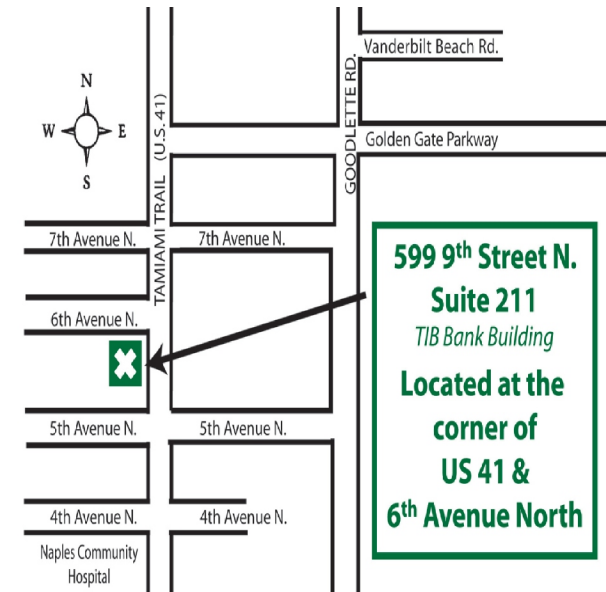 Vanderbilt Beach Rd.
GOODLETTE RD.
TAMIAMI TRAIL (U.S. 41)
N
W
E
S
Golden Gate Parkway
7th Avenue N.
7th Avenue N.
599 9th Street N.
Suite 211
TIB Bank Building
Located at the
corner of
US 41 &
6th Avenue North
6th Avenue N.
5th Avenue N.
5th Avenue N.
4th Avenue N.
4th Avenue N.
Naples Community
Hospital